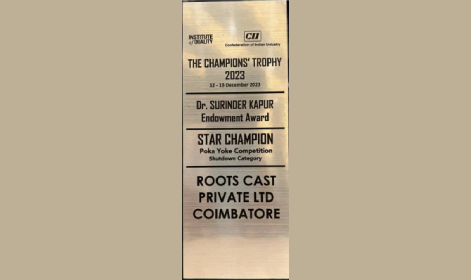 INSTITUTE
of QUALITY
CII
Confederation of Indian Industry
THE CHAMPIONS' TROPHY
2023
12 - 13 December 2023
Dr. SURINDER KAPUR
Endowment Award
STAR CHAMPION
Poka Yoke Competition
Shutdown Category
ROOTS CAST
PRIVATE LTD
COIMBATORE